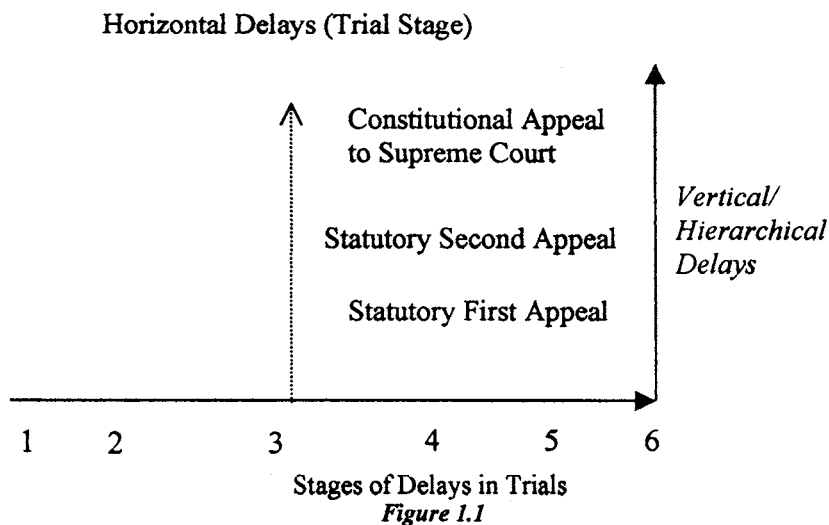 Horizontal Delays (Trial Stage)
Constitutional Appeal
to Supreme Court
Statutory Second Appeal
Statutory First Appeal
Vertical/
Hierarchical
Delays
1 2 3 4 5 6
Stages of Delays in Trials
Figure 1.1